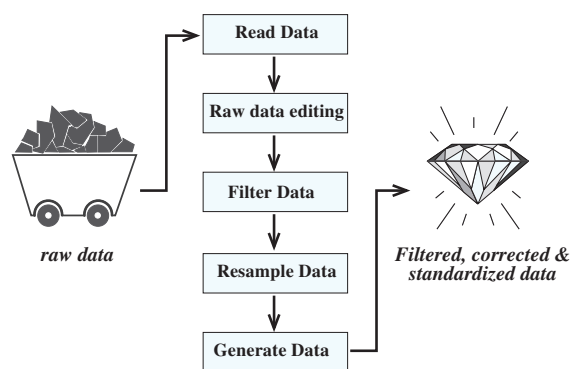 raw data
Read Data
Raw data editing
Filter Data
Resample Data
Generate Data
Filtered, corrected &
standardized data